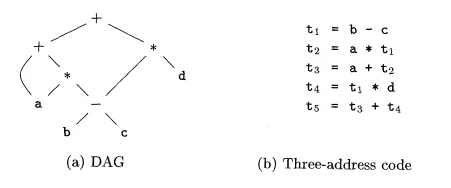 +
+ *
* d
a -
b c
(a) DAG
t₁ = b - c
t₂ = a * t₁
t₃ = a + t₂
t₄ = t₁ * d
t₅ = t₃ + t₄
(b) Three-address code